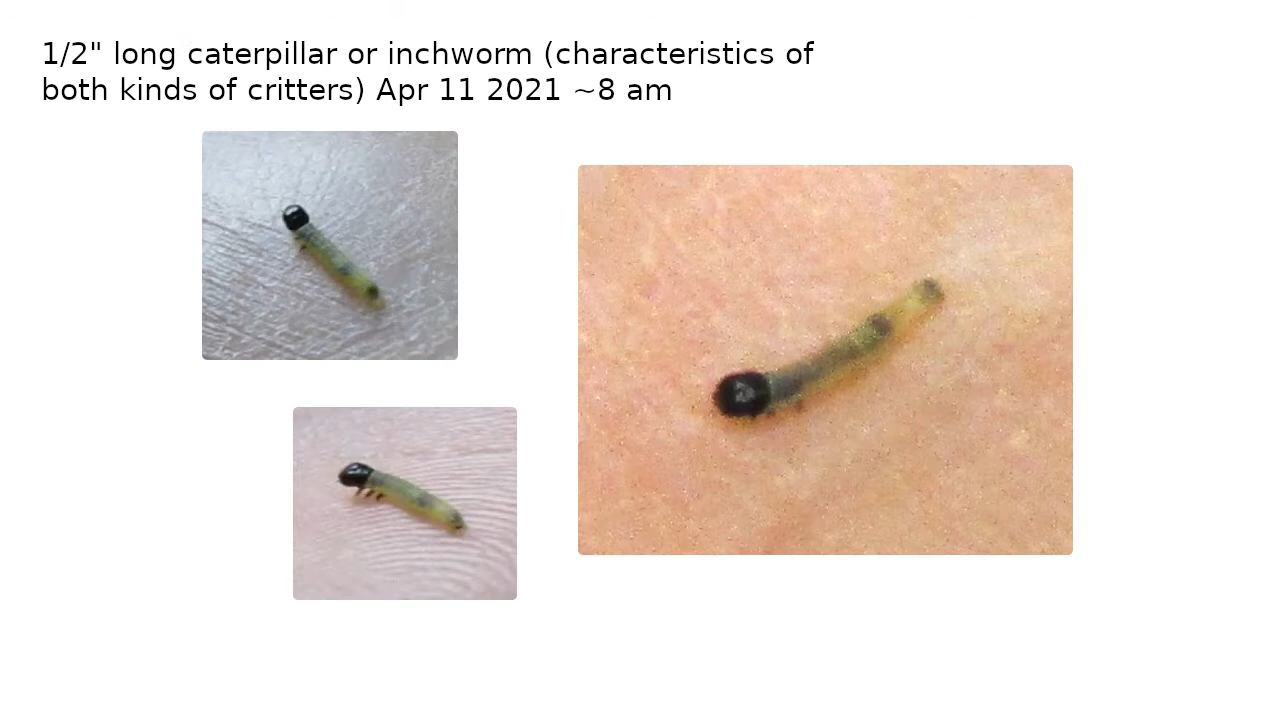 1/2" long caterpillar or inchworm (characteristics of
both kinds of critters) Apr 11 2021 ~8 am